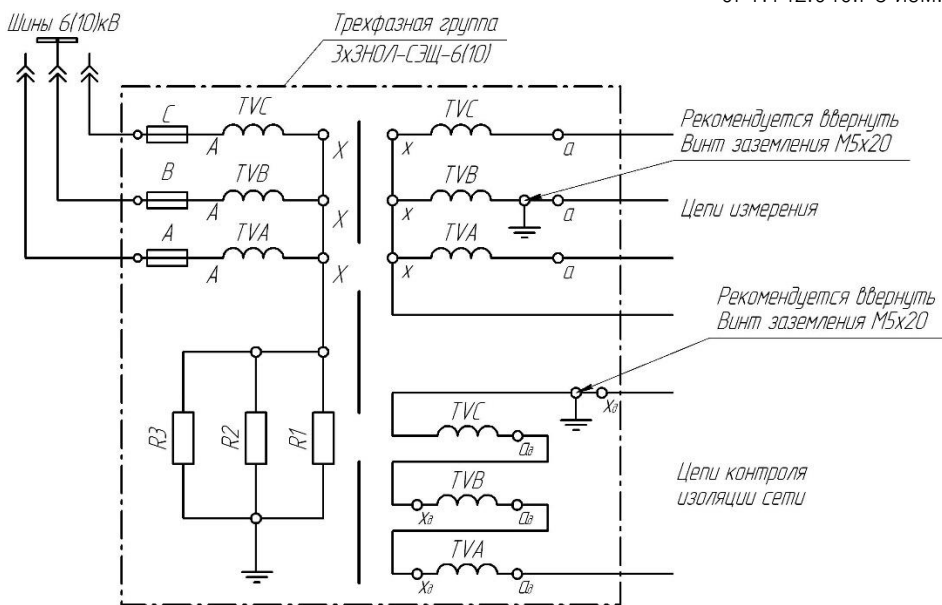 Шины 6(10)кВ
Трехфазная группа
3хЗНОЛ-СЭЩ-6(10)
C
TVC
A
X
B
TVB
A
X
A
TVA
A
X
R3
R2
R1
TVC
x
a
TVB
x
a
TVA
x
a
Рекомендуется ввернуть
Винт заземления М5х20
Цепи измерения
Рекомендуется ввернуть
Винт заземления М5х20
xд
TVC
aд
TVB
xд
aд
TVA
xд
aд
Цепи контроля
изоляции сети